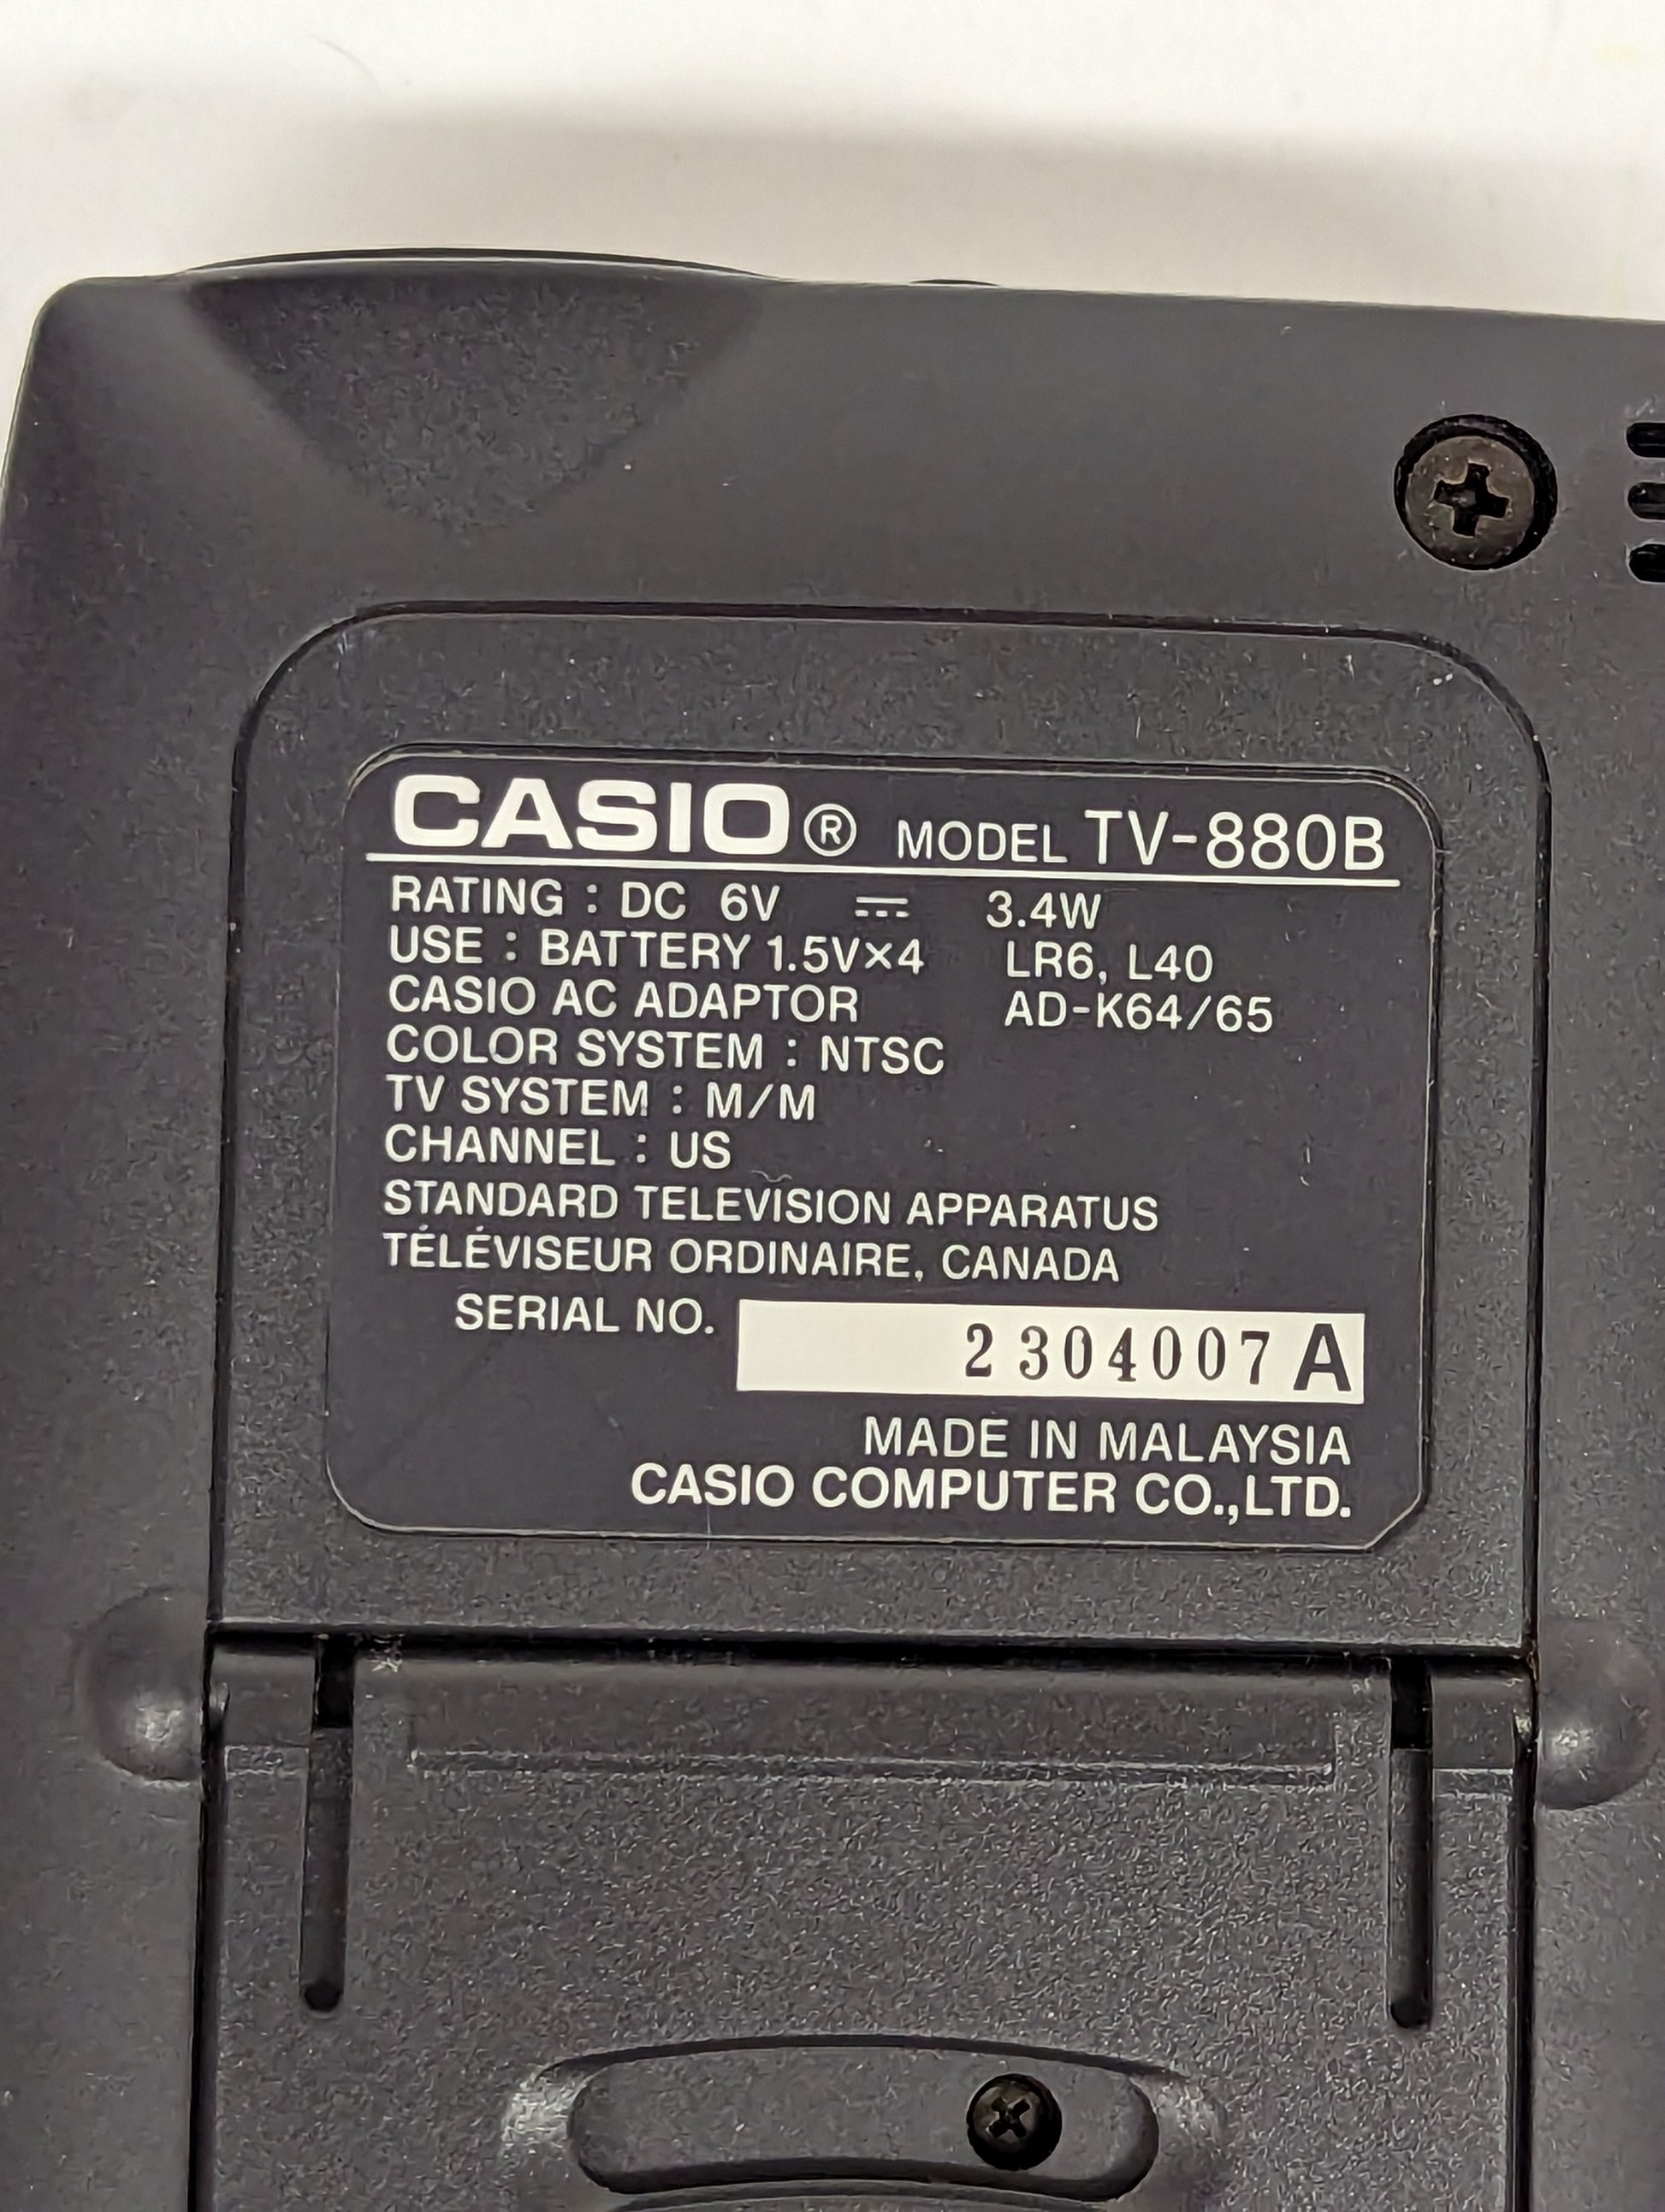 CASIO® MODEL TV-880B
RATING : DC 6V ⎓ 3.4W
USE : BATTERY 1.5V×4 LR6, L40
CASIO AC ADAPTOR AD-K64/65
COLOR SYSTEM : NTSC
TV SYSTEM : M/M
CHANNEL : US
STANDARD TELEVISION APPARATUS
TÉLÉVISEUR ORDINAIRE, CANADA
SERIAL NO. 2304007A
MADE IN MALAYSIA
CASIO COMPUTER CO.,LTD.